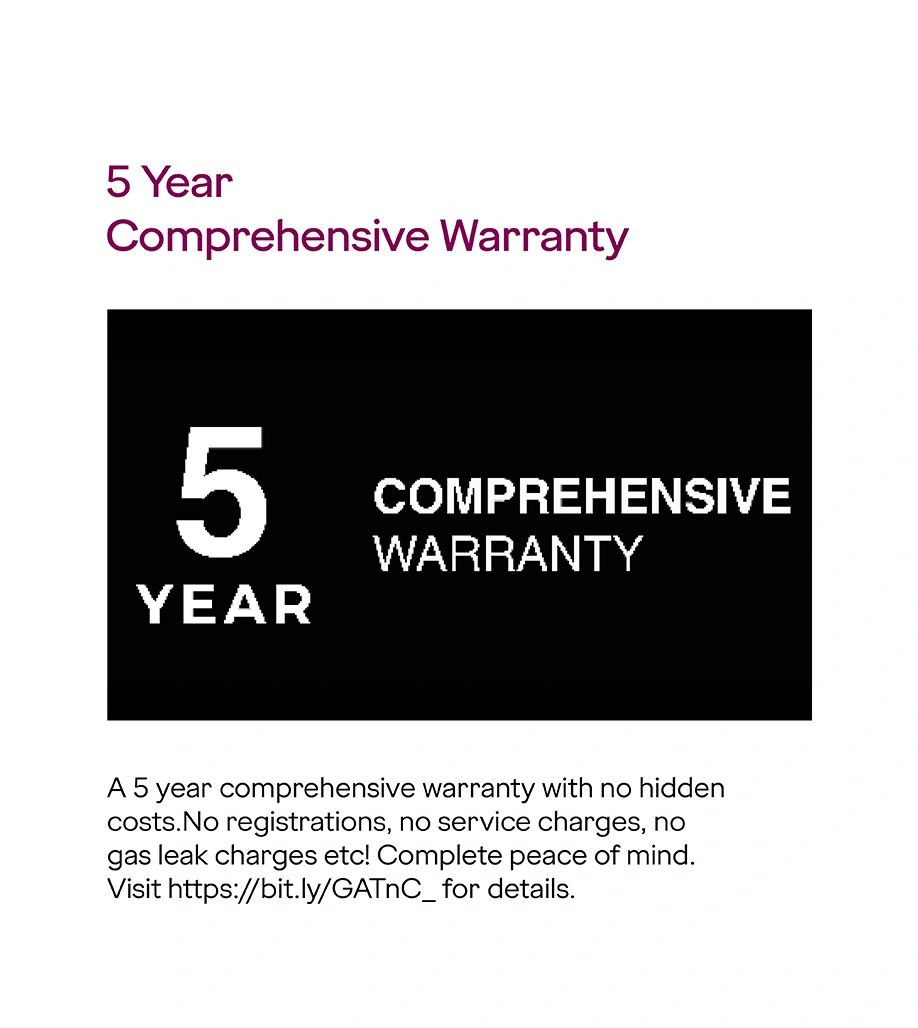 5 Year
Comprehensive Warranty
5
YEAR
COMPREHENSIVE
WARRANTY
A 5 year comprehensive warranty with no hidden
costs.No registrations, no service charges, no
gas leak charges etc! Complete peace of mind.
Visit https://bit.ly/GATnC_ for details.